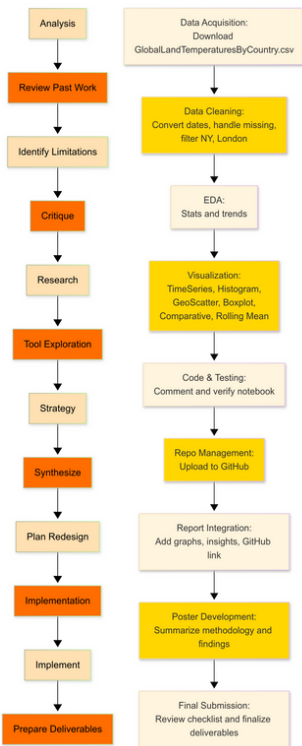 Analysis
Review Past Work
Identify Limitations
Critique
Research
Tool Exploration
Strategy
Synthesize
Plan Redesign
Implementation
Implement
Prepare Deliverables
Data Acquisition:
Download
GlobalLandTemperaturesByCountry.csv
Data Cleaning:
Convert dates, handle missing,
filter NY, London
EDA:
Stats and trends
Visualization:
TimeSeries, Histogram,
GeoScatter, Boxplot,
Comparative, Rolling Mean
Code & Testing:
Comment and verify notebook
Repo Management:
Upload to GitHub
Report Integration:
Add graphs, insights, GitHub
link
Poster Development:
Summarize methodology and
findings
Final Submission:
Review checklist and finalize
deliverables